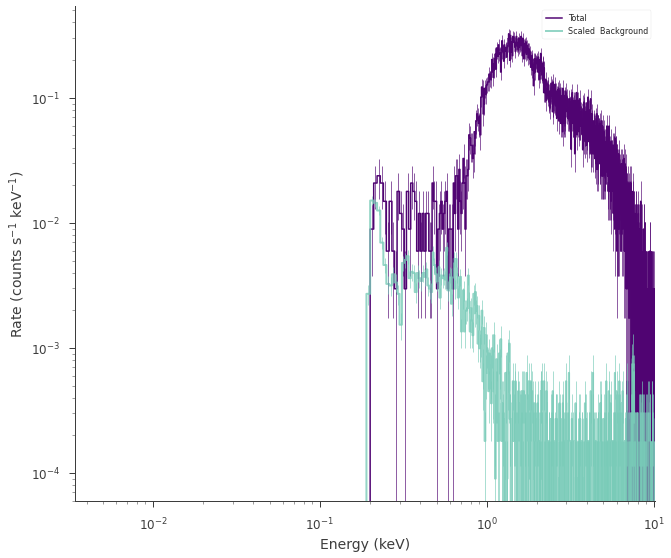 Total
Scaled Background
10⁻¹
10⁻²
10⁻³
10⁻⁴
Rate (counts s⁻¹ keV⁻¹)
10⁻²
10⁻¹
10⁰
10¹
Energy (keV)